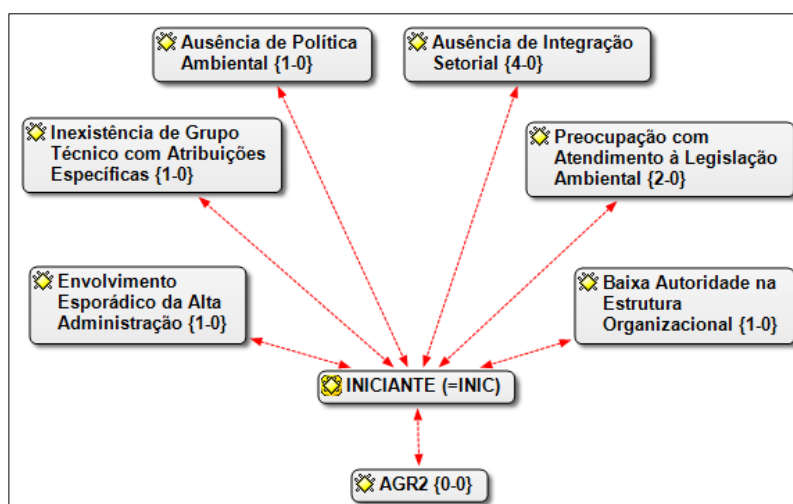 Ausência de Política
Ambiental {1-0}
Ausência de Integração
Setorial {4-0}
Inexistência de Grupo
Técnico com Atribuições
Específicas {1-0}
Preocupação com
Atendimento à Legislação
Ambiental {2-0}
Envolvimento
Esporádico da Alta
Administração {1-0}
Baixa Autoridade na
Estrutura
Organizacional {1-0}
INICIANTE (=INIC)
AGR2 {0-0}